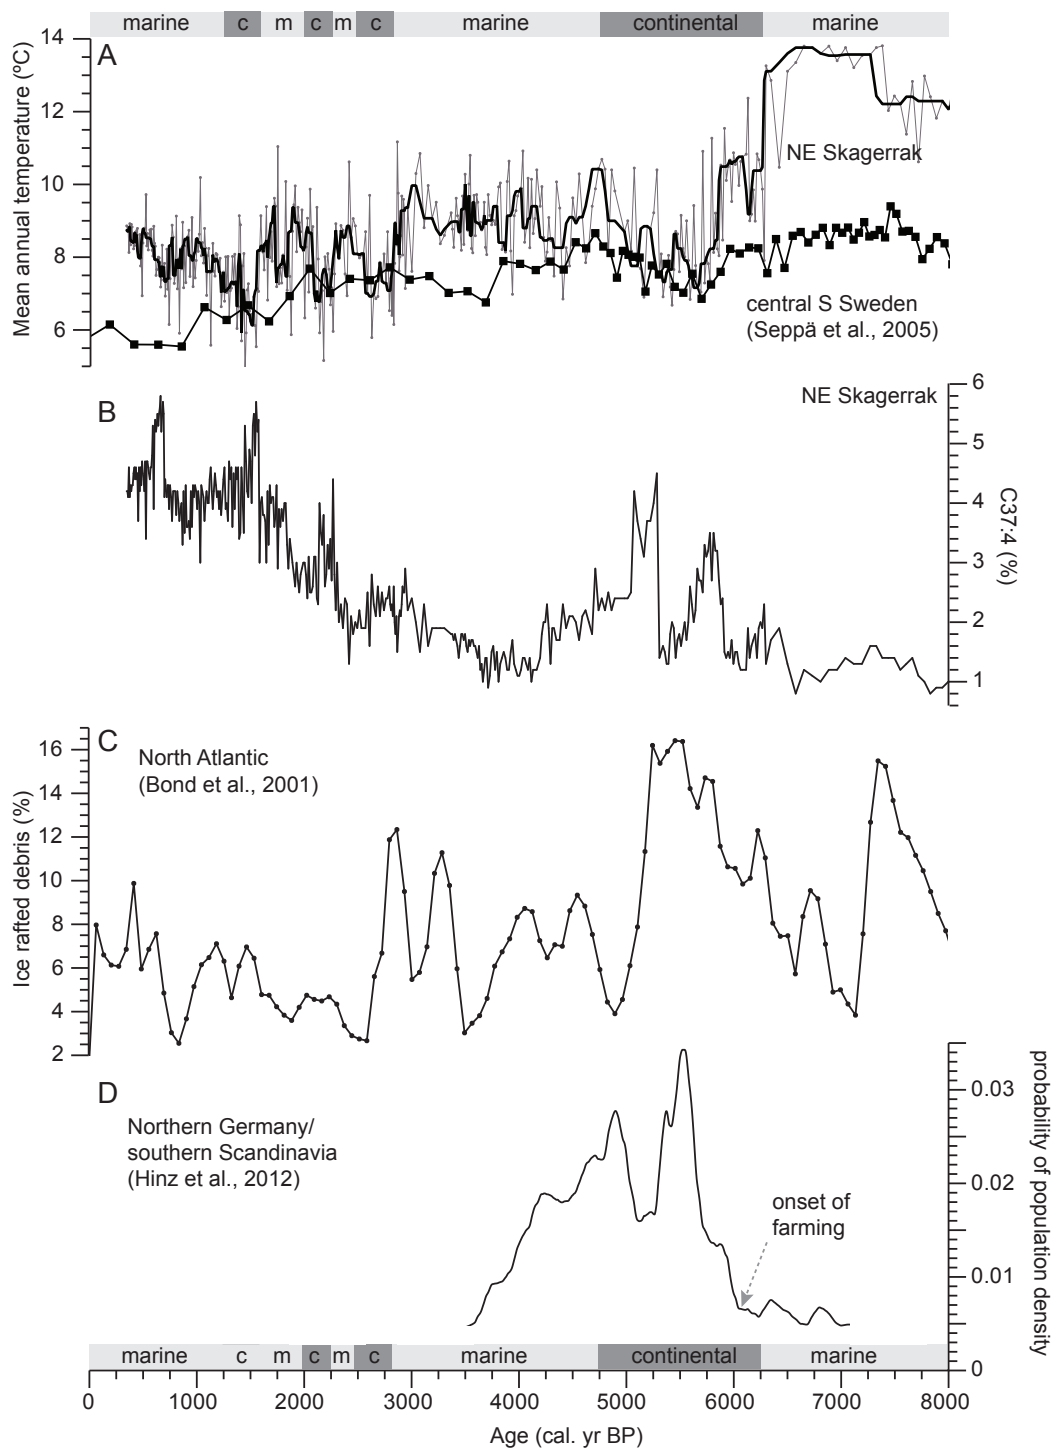 marine c m c m c marine continental marine
A
14
12
10
8
6
Mean annual temperature (ºC)
NE Skagerrak
central S Sweden
(Seppä et al., 2005)
B
NE Skagerrak
6
5
4
3
2
1
C37:4 (%)
C
North Atlantic
(Bond et al., 2001)
16
14
12
10
8
6
4
2
Ice rafted debris (%)
D
Northern Germany/
southern Scandinavia
(Hinz et al., 2012)
onset of
farming
0.03
0.02
0.01
0
probability of population density
marine c m c m c marine continental marine
0 1000 2000 3000 4000 5000 6000 7000 8000
Age (cal. yr BP)